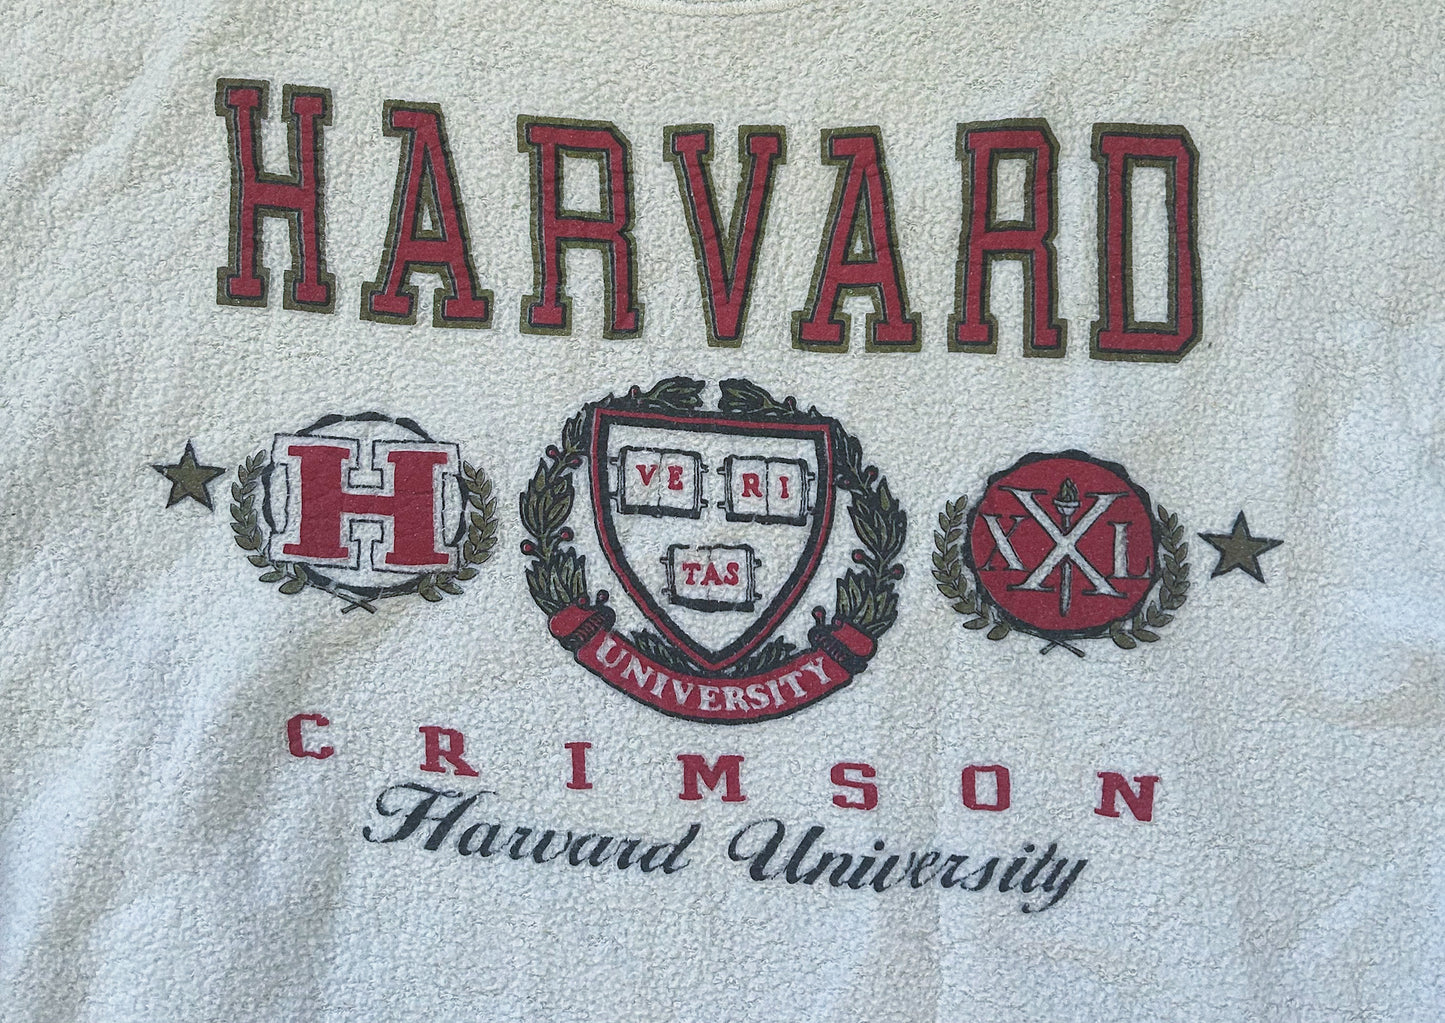 HARVARD
H
VE RI
TAS
XXL
UNIVERSITY
CRIMSON
Harvard University